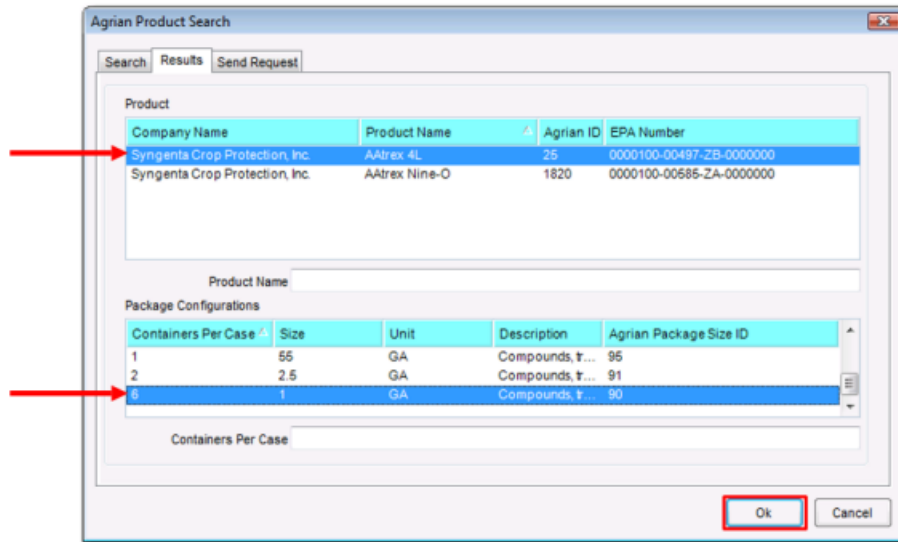 Agrian Product Search
Search Results Send Request
Product
Company Name Product Name Agrian ID EPA Number
Syngenta Crop Protection, Inc. AAtrex 4L 25 0000100-00497-ZB-0000000
Syngenta Crop Protection, Inc. AAtrex Nine-O 1820 0000100-00585-ZA-0000000
Product Name
Package Configurations
Containers Per Case Size Unit Description Agrian Package Size ID
1 55 GA Compounds, tr... 95
2 2.5 GA Compounds, tr... 91
6 1 GA Compounds, tr... 90
Containers Per Case
Ok Cancel